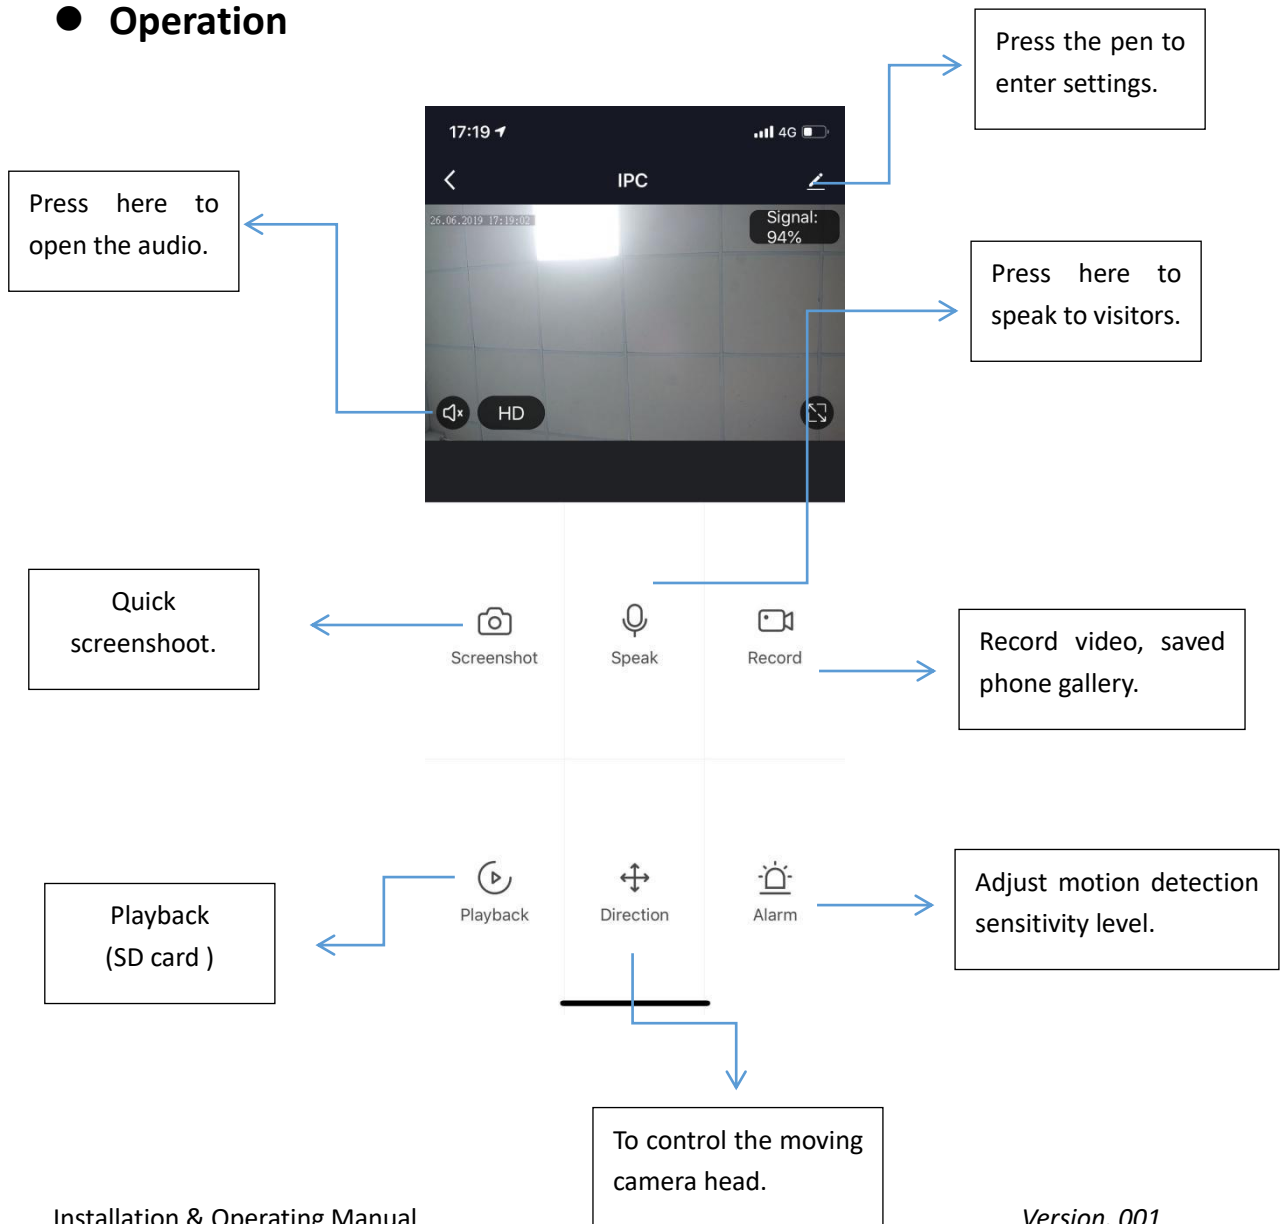 ● Operation
Press the pen to
enter settings.
17:19
4G
IPC
Press here to
open the audio.
26.06.2019 17:19:02
Signal:
94%
Press here to
speak to visitors.
HD
Quick
screenshoot.
Screenshot
Speak
Record
Record video, saved
phone gallery.
Playback
(SD card )
Playback
Direction
Alarm
Adjust motion detection
sensitivity level.
To control the moving
camera head.
Installation & Operating Manual
Version. 001